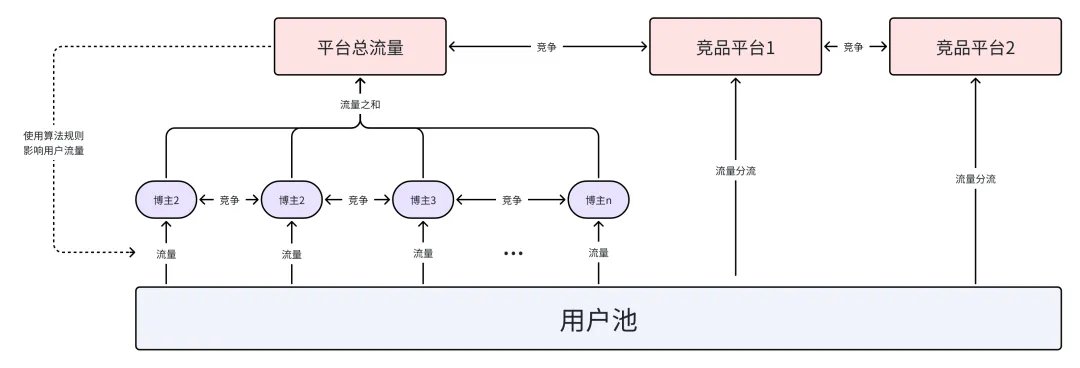 平台总流量
竞争
竞品平台1
竞争
竞品平台2
流量之和
使用算法规则
影响用户流量
流量分流
流量分流
博主2
竞争
博主2
竞争
博主3
竞争
博主n
流量
流量
流量
...
流量
用户池